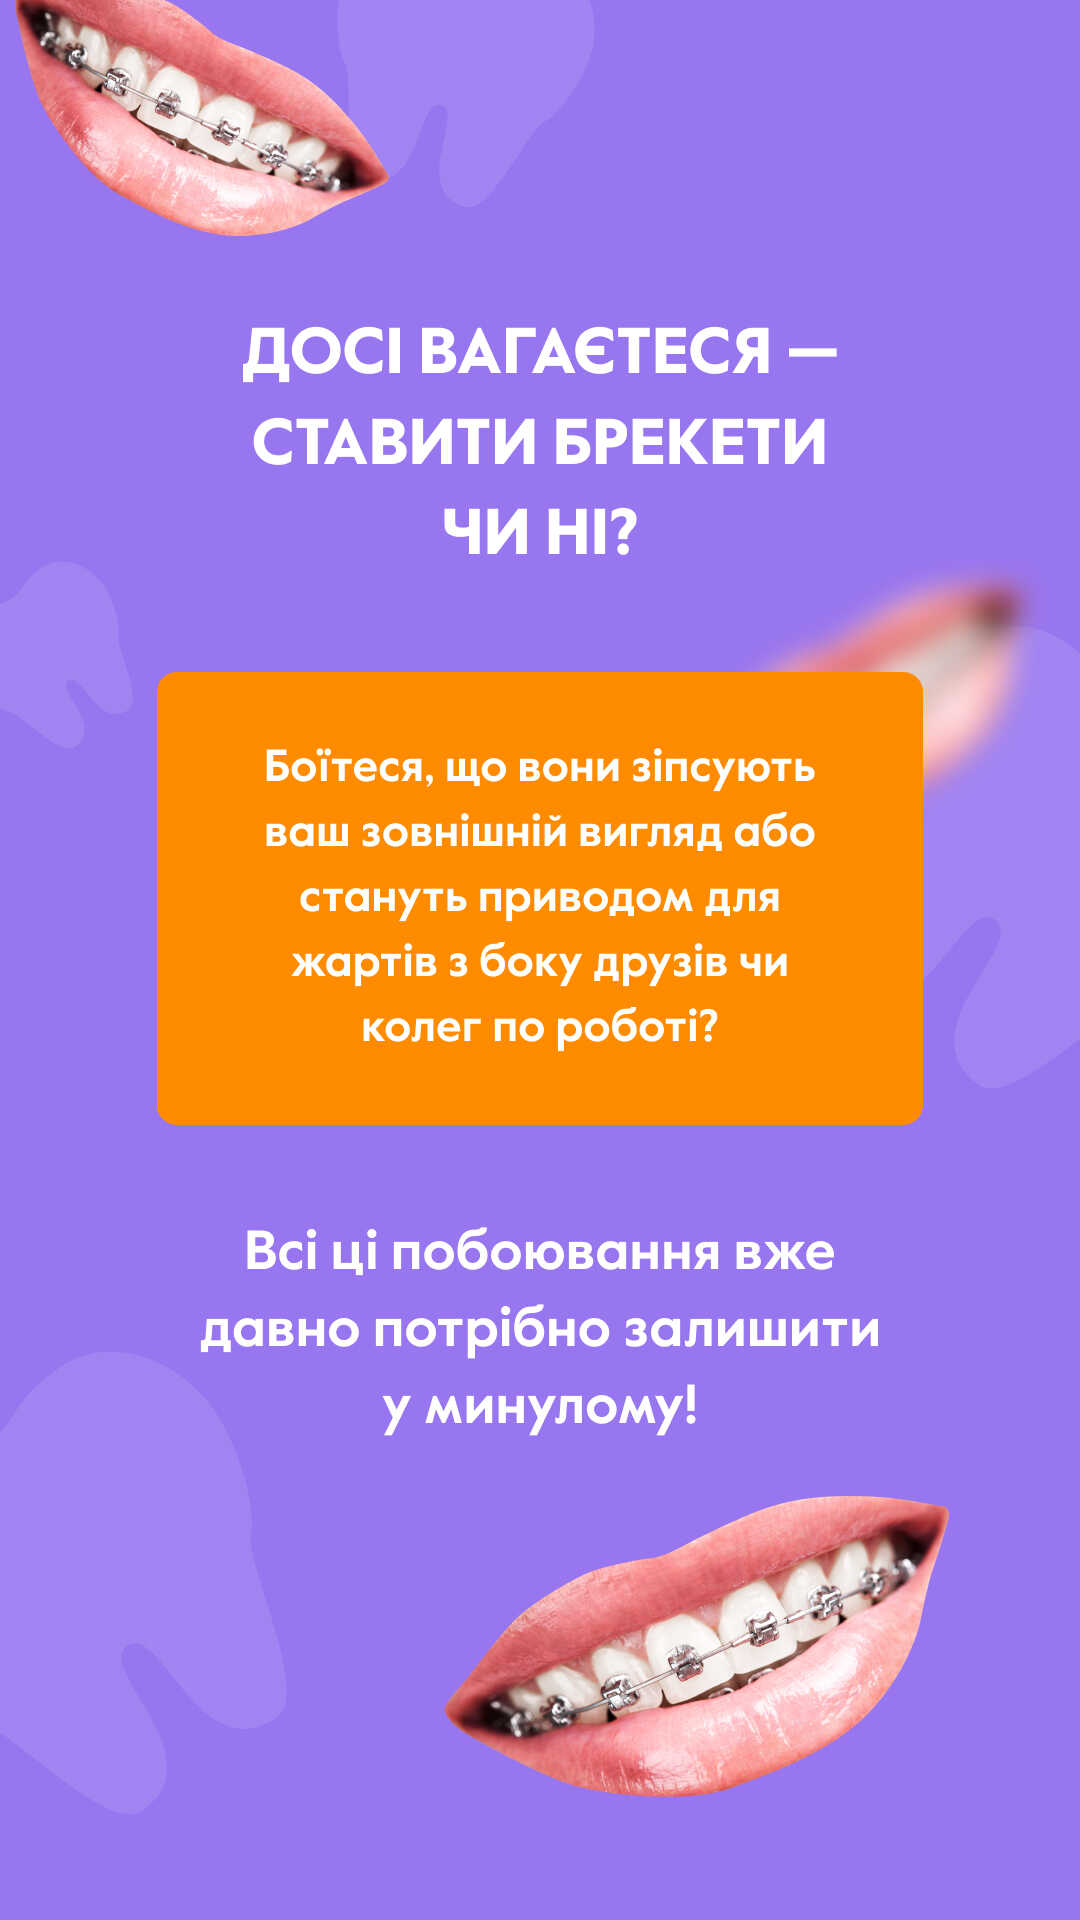 ДОСІ ВАГАЄТЕСЯ —
СТАВИТИ БРЕКЕТИ
ЧИ НІ?
Боїтеся, що вони зіпсують
ваш зовнішній вигляд або
стануть приводом для
жартів з боку друзів чи
колег по роботі?
Всі ці побоювання вже
давно потрібно залишити
у минулому!